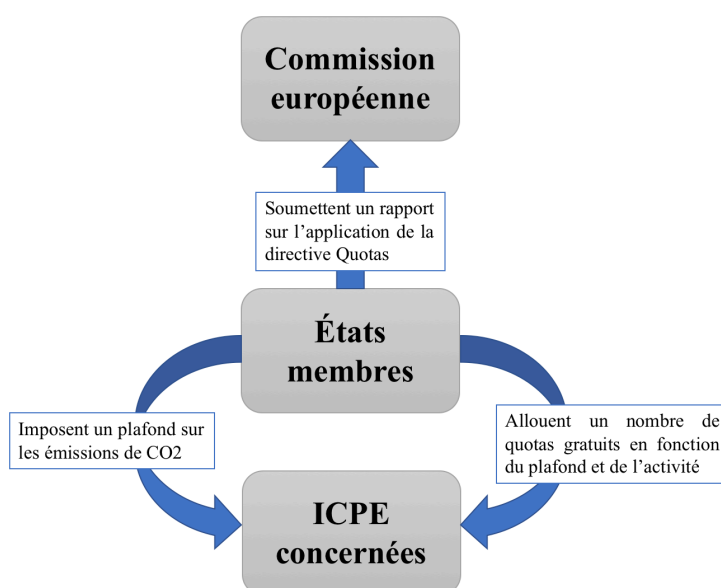 Commission
européenne
Soumettent un rapport
sur l’application de la
directive Quotas
États
membres
Imposent un plafond sur
les émissions de CO2
Allouent un nombre de
quotas gratuits en fonction
du plafond et de l’activité
ICPE
concernées